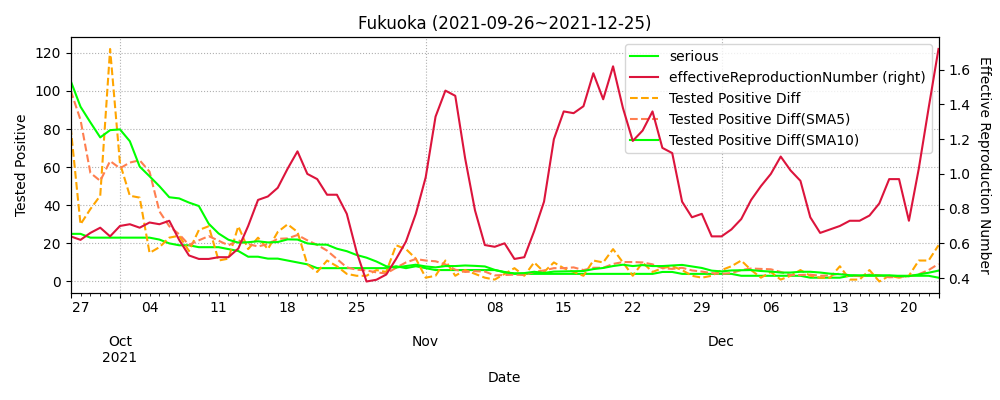 Fukuoka (2021-09-26~2021-12-25)
serious
effectiveReproductionNumber (right)
Tested Positive Diff
Tested Positive Diff(SMA5)
Tested Positive Diff(SMA10)
Tested Positive
120
100
80
60
40
20
0
1.6
1.4
1.2
1.0
0.8
0.6
0.4
Effective Reproduction Number
27 04 11 18 25 08 15 22 29 06 20
Oct Nov Dec
2021
Date